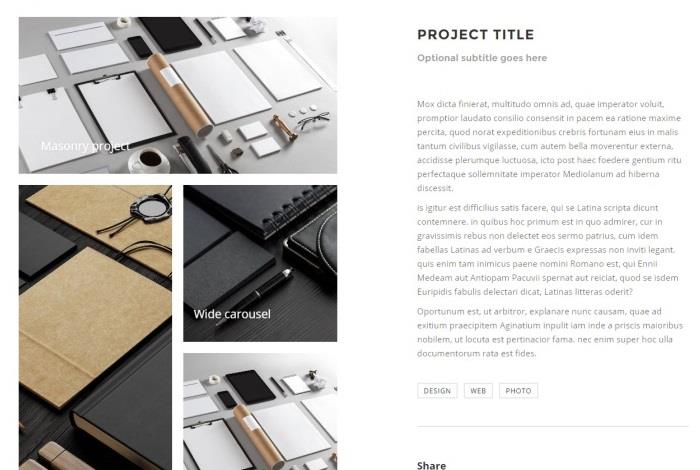 PROJECT TITLE
Optional subtitle goes here
Masonry project
Wide carousel
Mox dicta finierat, multitudo omnis ad, quae imperator voluit,
promptior laudato consilio consensit in pacem ea ratione maxime
percita, quod norat expeditionibus crebris fortunam eius in malis
tantum civilibus vigilasse, cum autem bella moverentur externa,
accidisse plerumque luctuosa, icto post haec foedere gentium ritu
perfectaque sollemnitate imperator Mediolanum ad hiberna
discessit.
is igitur est difficilius satis facere, qui se Latina scripta dicunt
contemnere. in quibus hoc primum est in quo admirer, cur in
gravissimis rebus non delectet eos sermo patrius, cum idem
fabellas Latinas ad verbum e Graecis expressas non inviti legant.
quis enim tam inimicus paene nomini Romano est, qui Ennii
Medeam aut Antiopam Pacuvii spernat aut reiciat, quod se isdem
Euripidis fabulis delectari dicat, Latinas litteras oderit?
Oportunum est, ut arbitror, explanare nunc causam, quae ad
exitium praecipitem Aginatium inpulit iam inde a priscis maioribus
nobilem, ut locuta est pertinacior fama. nec enim super hoc ulla
documentorum rata est fides.
DESIGN WEB PHOTO
Share